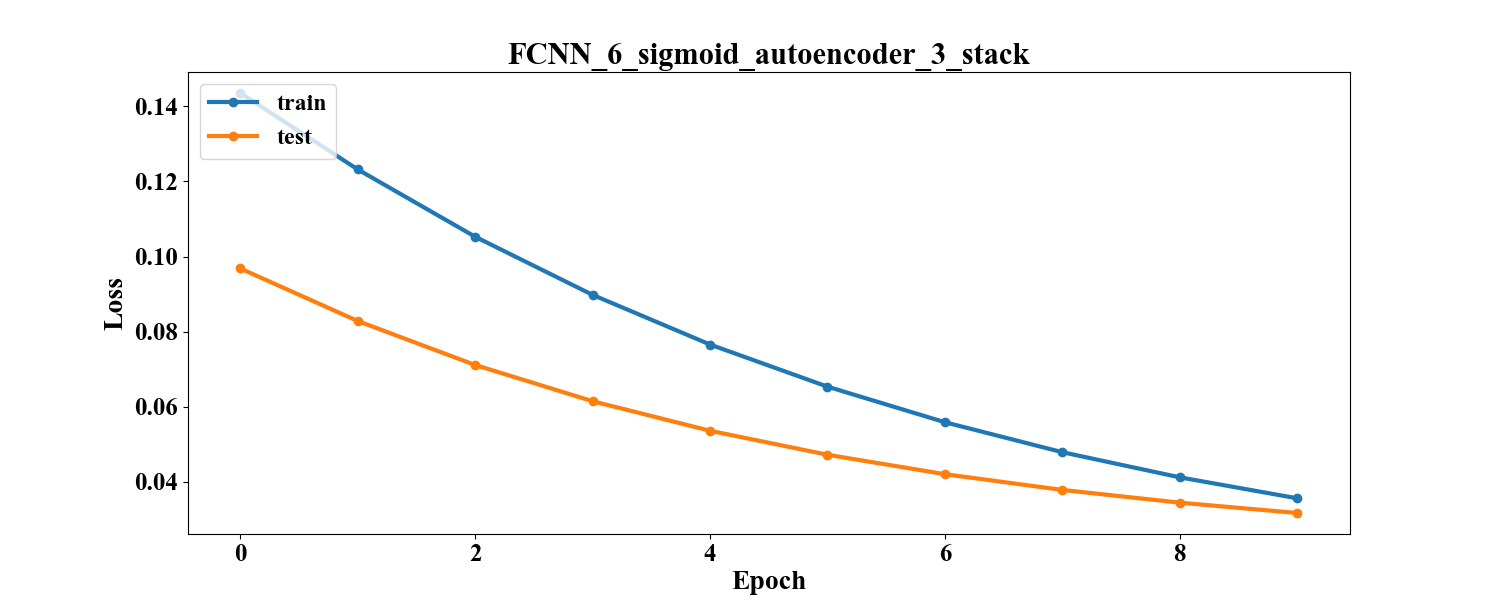 FCNN_6_sigmoid_autoencoder_3_stack
train
test
0.14
0.12
0.10
0.08
0.06
0.04
Loss
0 2 4 6 8
Epoch